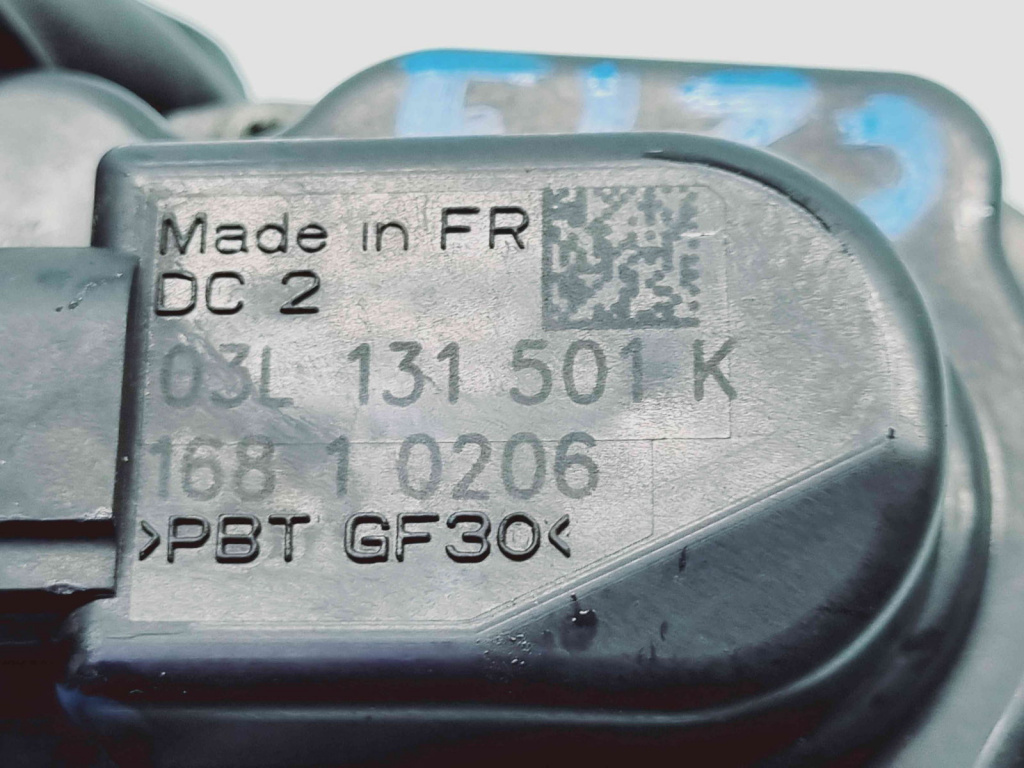 Made in FR
DC 2
03L 131 501 K
168 1 0206
>PBT GF30<